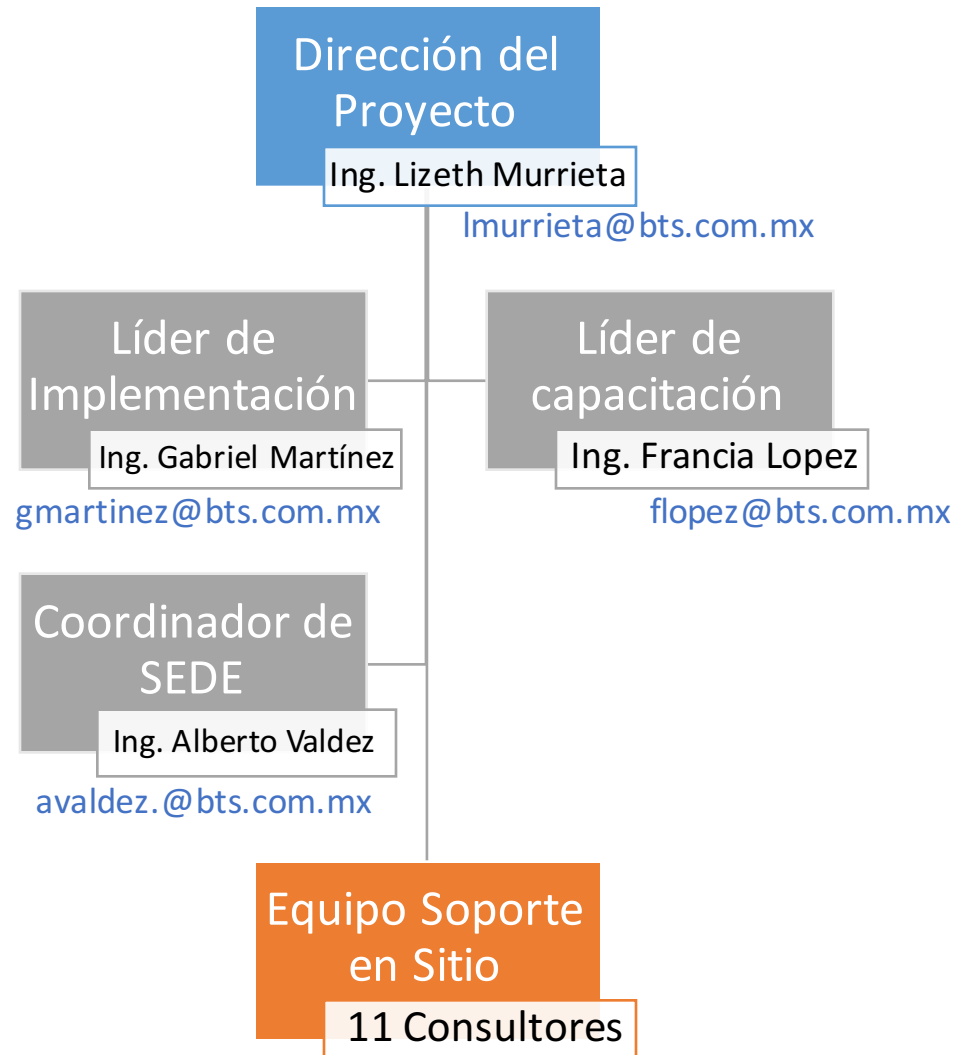 Dirección del
Proyecto
Ing. Lizeth Murrieta
lmurrieta@bts.com.mx
Líder de
Implementación
Ing. Gabriel Martínez
gmartinez@bts.com.mx
Líder de
capacitación
Ing. Francia Lopez
flopez@bts.com.mx
Coordinador de
SEDE
Ing. Alberto Valdez
avaldez.@bts.com.mx
Equipo Soporte
en Sitio
11 Consultores